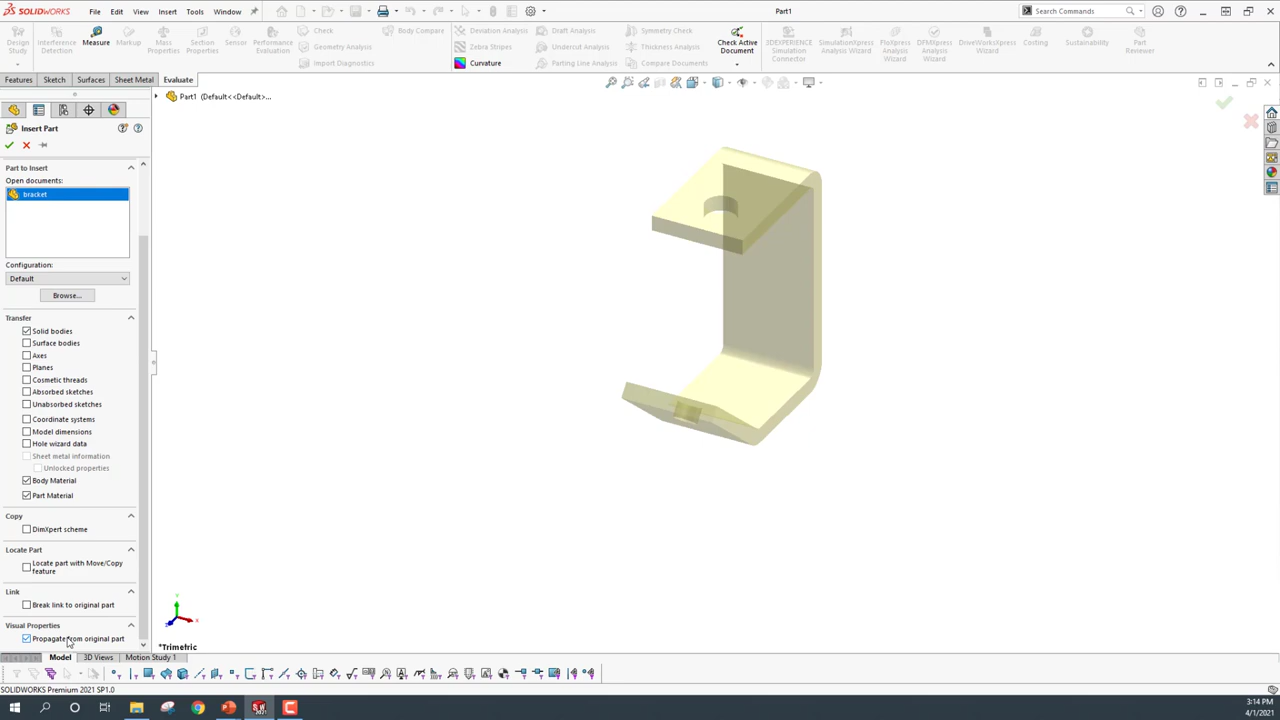 SOLIDWORKS File Edit View Insert Tools Window Part1 Search Commands
Design Study
Interference Detection
Measure
Markup
Mass Properties
Section Properties
Sensor
Performance Evaluation
Check
Geometry Analysis
Import Diagnostics
Body Compare
Deviation Analysis
Zebra Stripes
Curvature
Draft Analysis
Undercut Analysis
Parting Line Analysis
Symmetry Check
Thickness Analysis
Compare Documents
Check Active Document
3DEXPERIENCE Simulation Connector
SimulationXpress Analysis Wizard
FloXpress Analysis Wizard
DFMXpress Analysis Wizard
DriveWorksXpress Wizard
Costing
Sustainability
Part Reviewer
Features Sketch Surfaces Sheet Metal Evaluate
Part1 (Default<<Default>...
Insert Part
Part to Insert
Open documents:
bracket
Configuration:
Default
Browse...
Transfer
Solid bodies
Surface bodies
Axes
Planes
Cosmetic threads
Absorbed sketches
Unabsorbed sketches
Coordinate systems
Model dimensions
Hole wizard data
Sheet metal information
Unlocked properties
Body Material
Part Material
Copy
DimXpert scheme
Locate Part
Locate part with Move/Copy
feature
Link
Break link to original part
Visual Properties
Propagate from original part
*Trimetric
Model 3D Views Motion Study 1
SOLIDWORKS Premium 2021 SP1.0
3:14 PM
4/1/2021